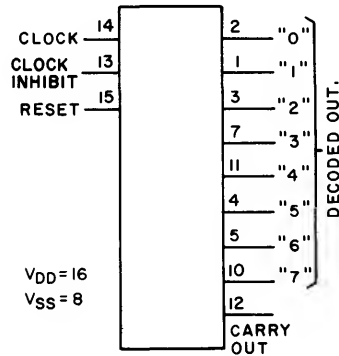 14
CLOCK
13
CLOCK
INHIBIT
15
RESET
2 "0"
1 "1"
3 "2"
7 "3"
11 "4"
4 "5"
5 "6"
10 "7"
12
CARRY
OUT
DECODED OUT.
VDD = 16
VSS = 8